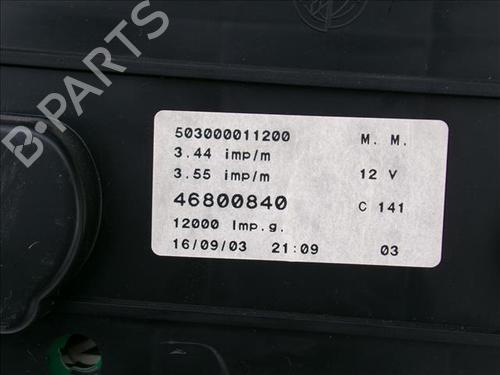 B-PARTS
503000011200 M. M.
3.44 imp/m
3.55 imp/m 12 V
46800840 C 141
12000 Imp.g.
16/09/03 21:09 03